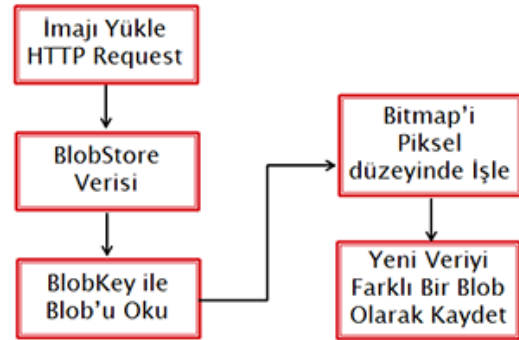 İmajı Yükle
HTTP Request
BlobStore
Verisi
BlobKey ile
Blob'u Oku
Bitmap'i
Piksel
düzeyinde İşle
Yeni Veriyi
Farklı Bir Blob
Olarak Kaydet